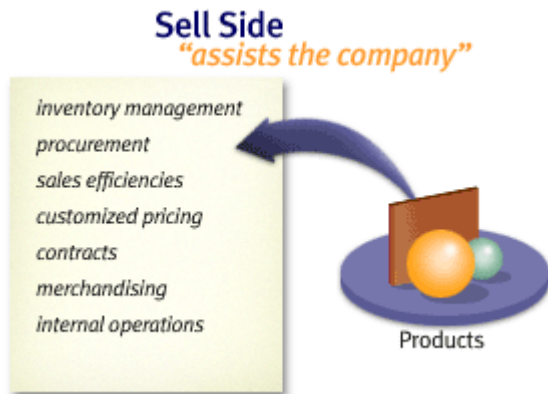 Sell Side
"assists the company"
inventory management
procurement
sales efficiencies
customized pricing
contracts
merchandising
internal operations
Products